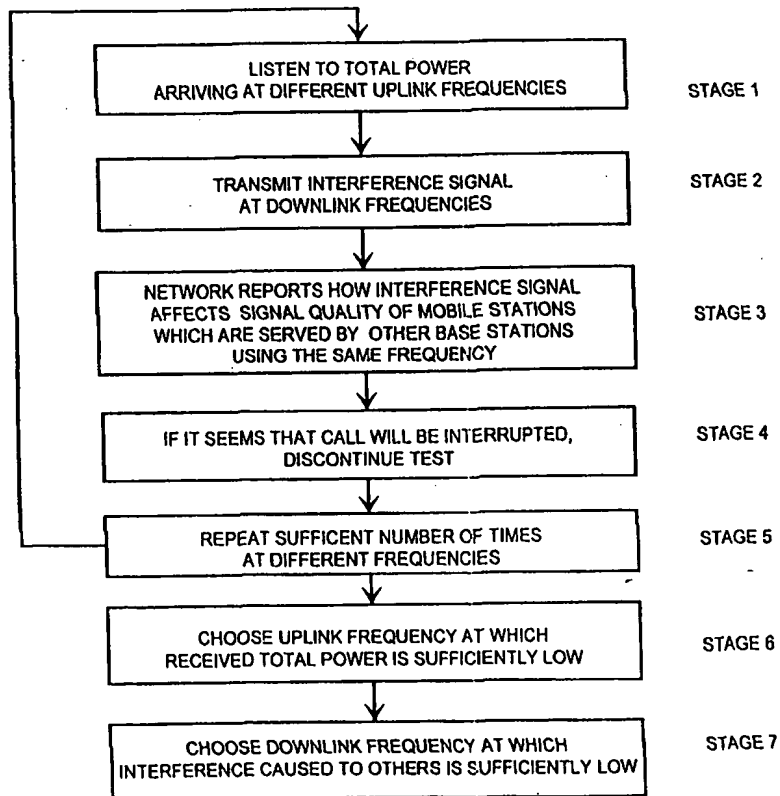 LISTEN TO TOTAL POWER
ARRIVING AT DIFFERENT UPLINK FREQUENCIES
STAGE 1
TRANSMIT INTERFERENCE SIGNAL
AT DOWNLINK FREQUENCIES
STAGE 2
NETWORK REPORTS HOW INTERFERENCE SIGNAL
AFFECTS SIGNAL QUALITY OF MOBILE STATIONS
WHICH ARE SERVED BY OTHER BASE STATIONS
USING THE SAME FREQUENCY
STAGE 3
IF IT SEEMS THAT CALL WILL BE INTERRUPTED,
DISCONTINUE TEST
STAGE 4
REPEAT SUFFICENT NUMBER OF TIMES
AT DIFFERENT FREQUENCIES
STAGE 5
CHOOSE UPLINK FREQUENCY AT WHICH
RECEIVED TOTAL POWER IS SUFFICIENTLY LOW
STAGE 6
CHOOSE DOWNLINK FREQUENCY AT WHICH
INTERFERENCE CAUSED TO OTHERS IS SUFFICIENTLY LOW
STAGE 7